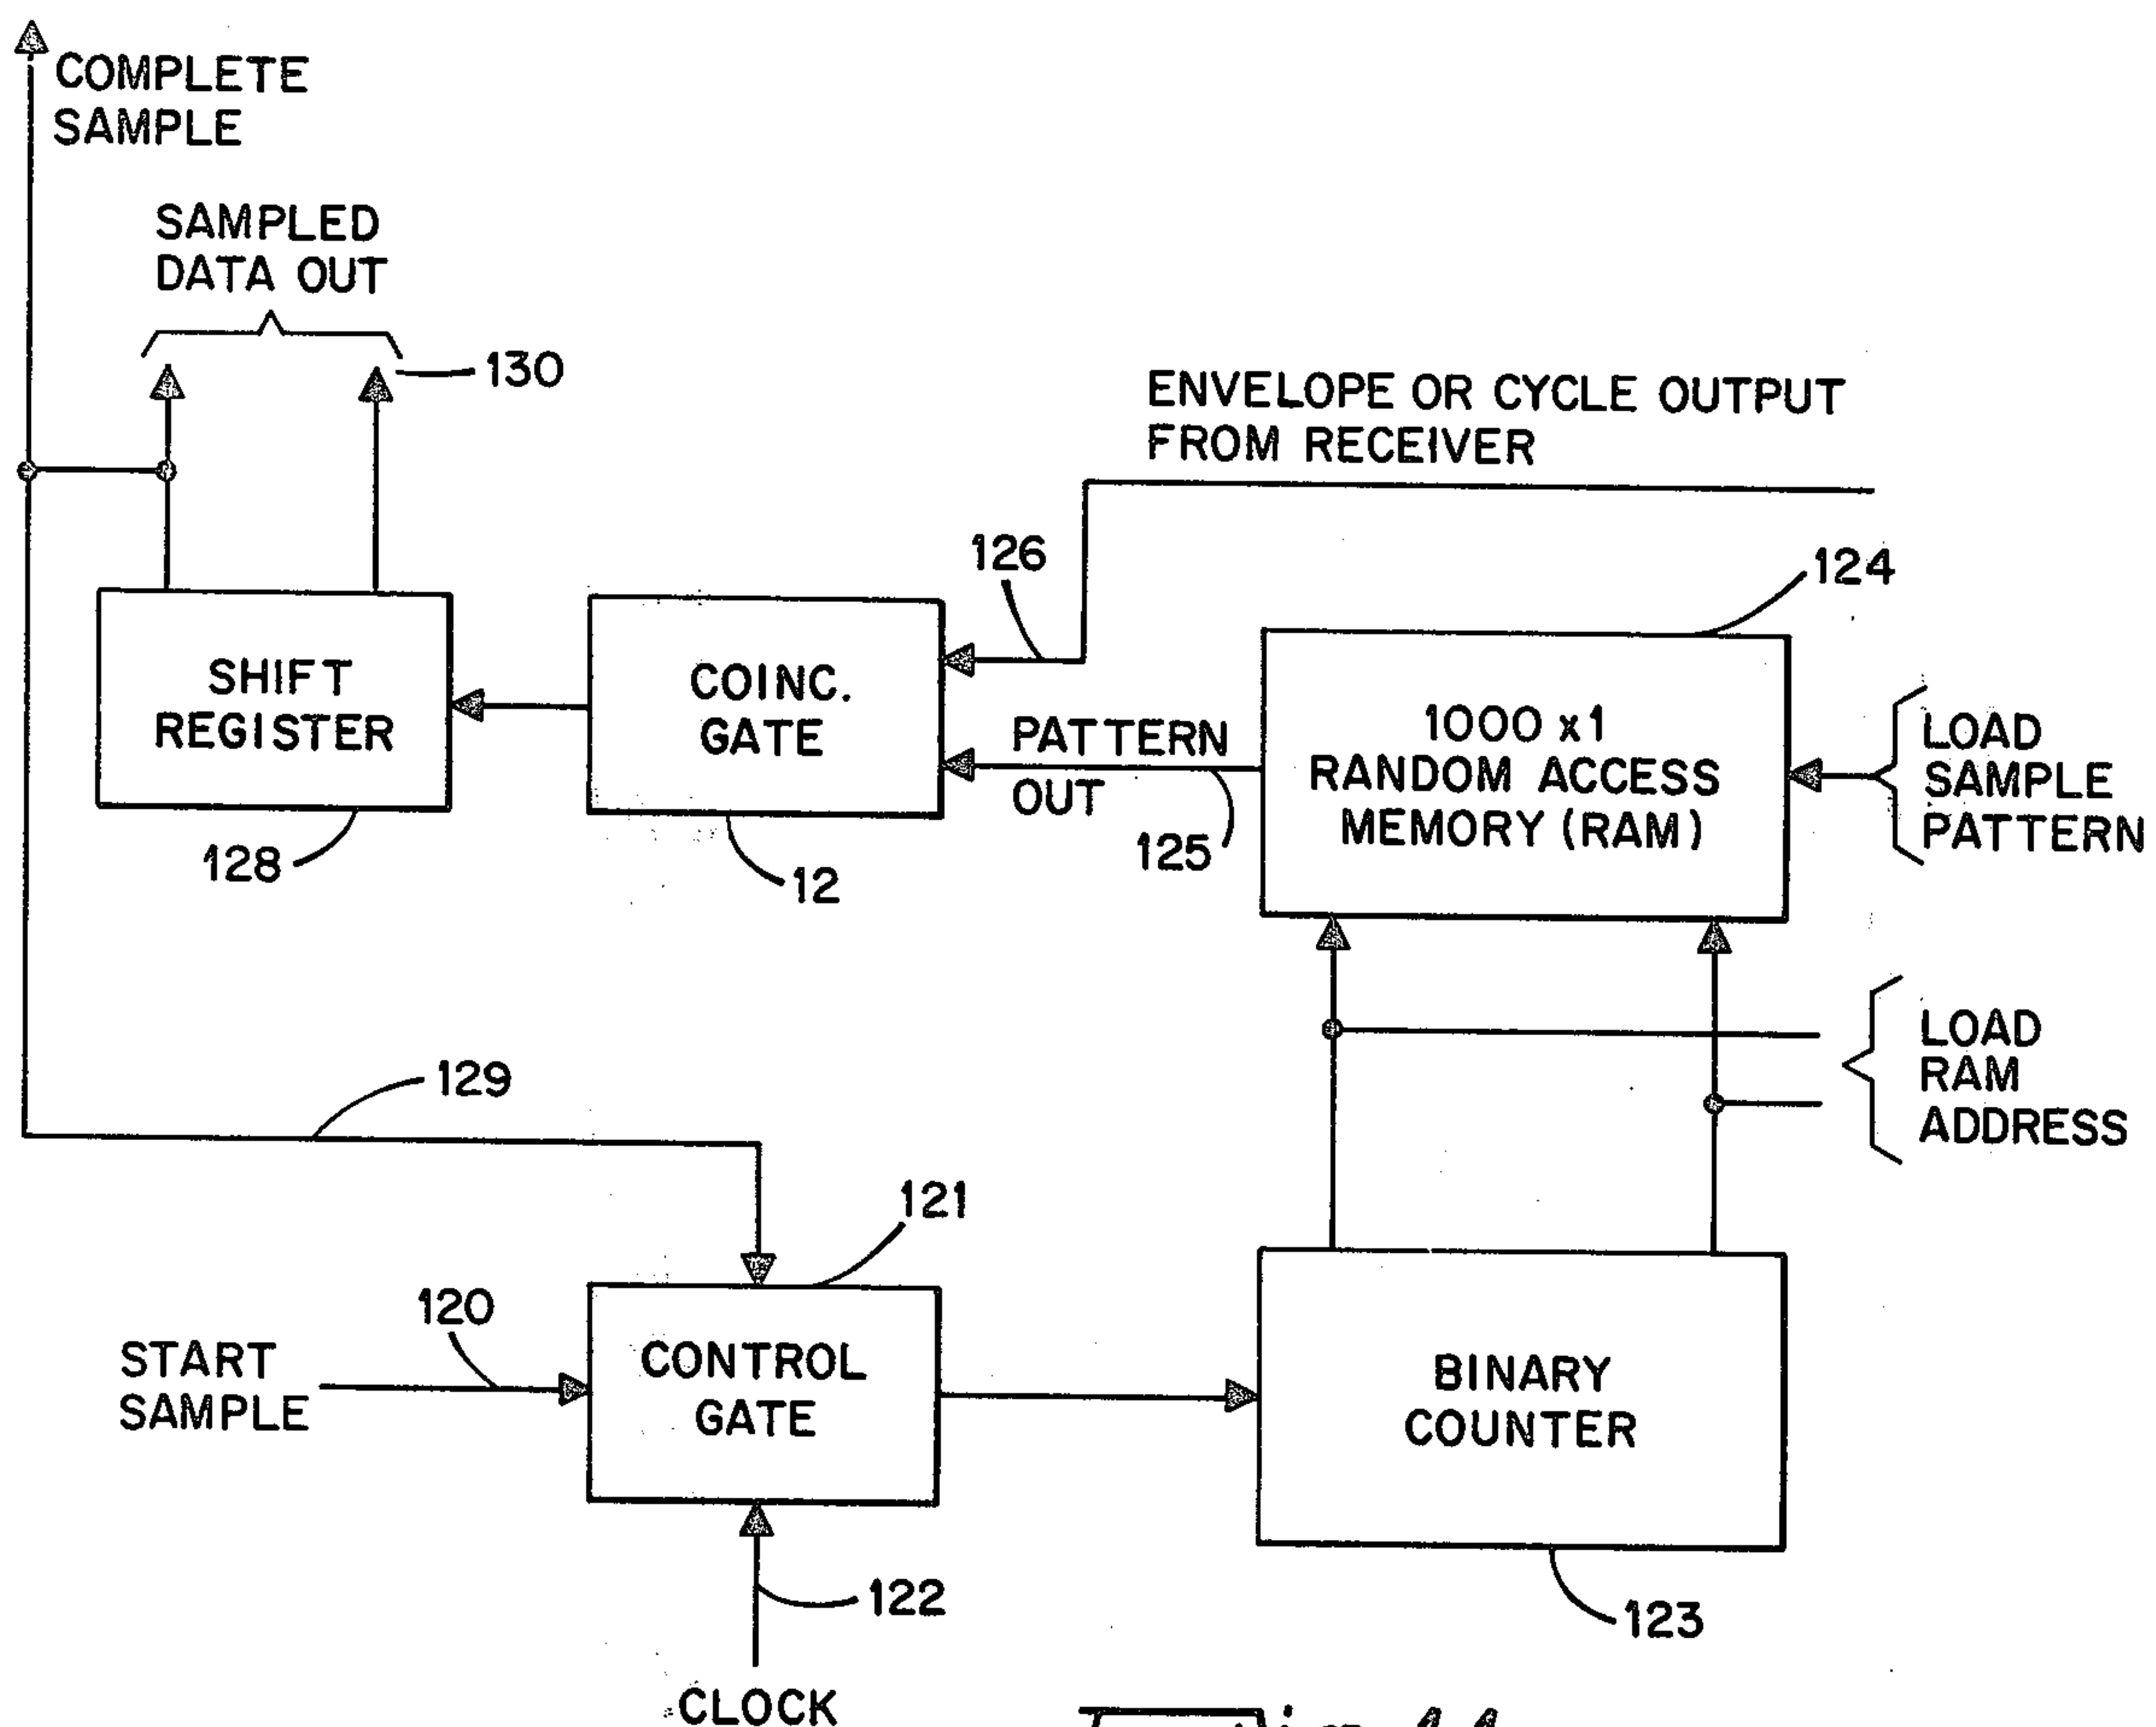 COMPLETE
SAMPLE
SAMPLED
DATA OUT
130
ENVELOPE OR CYCLE OUTPUT
FROM RECEIVER
126
124
SHIFT
REGISTER
COINC.
GATE
PATTERN
OUT
1000 x 1
RANDOM ACCESS
MEMORY (RAM)
LOAD
SAMPLE
PATTERN
128
12
125
LOAD
RAM
ADDRESS
129
121
120
START
SAMPLE
CONTROL
GATE
BINARY
COUNTER
122
123
CLOCK